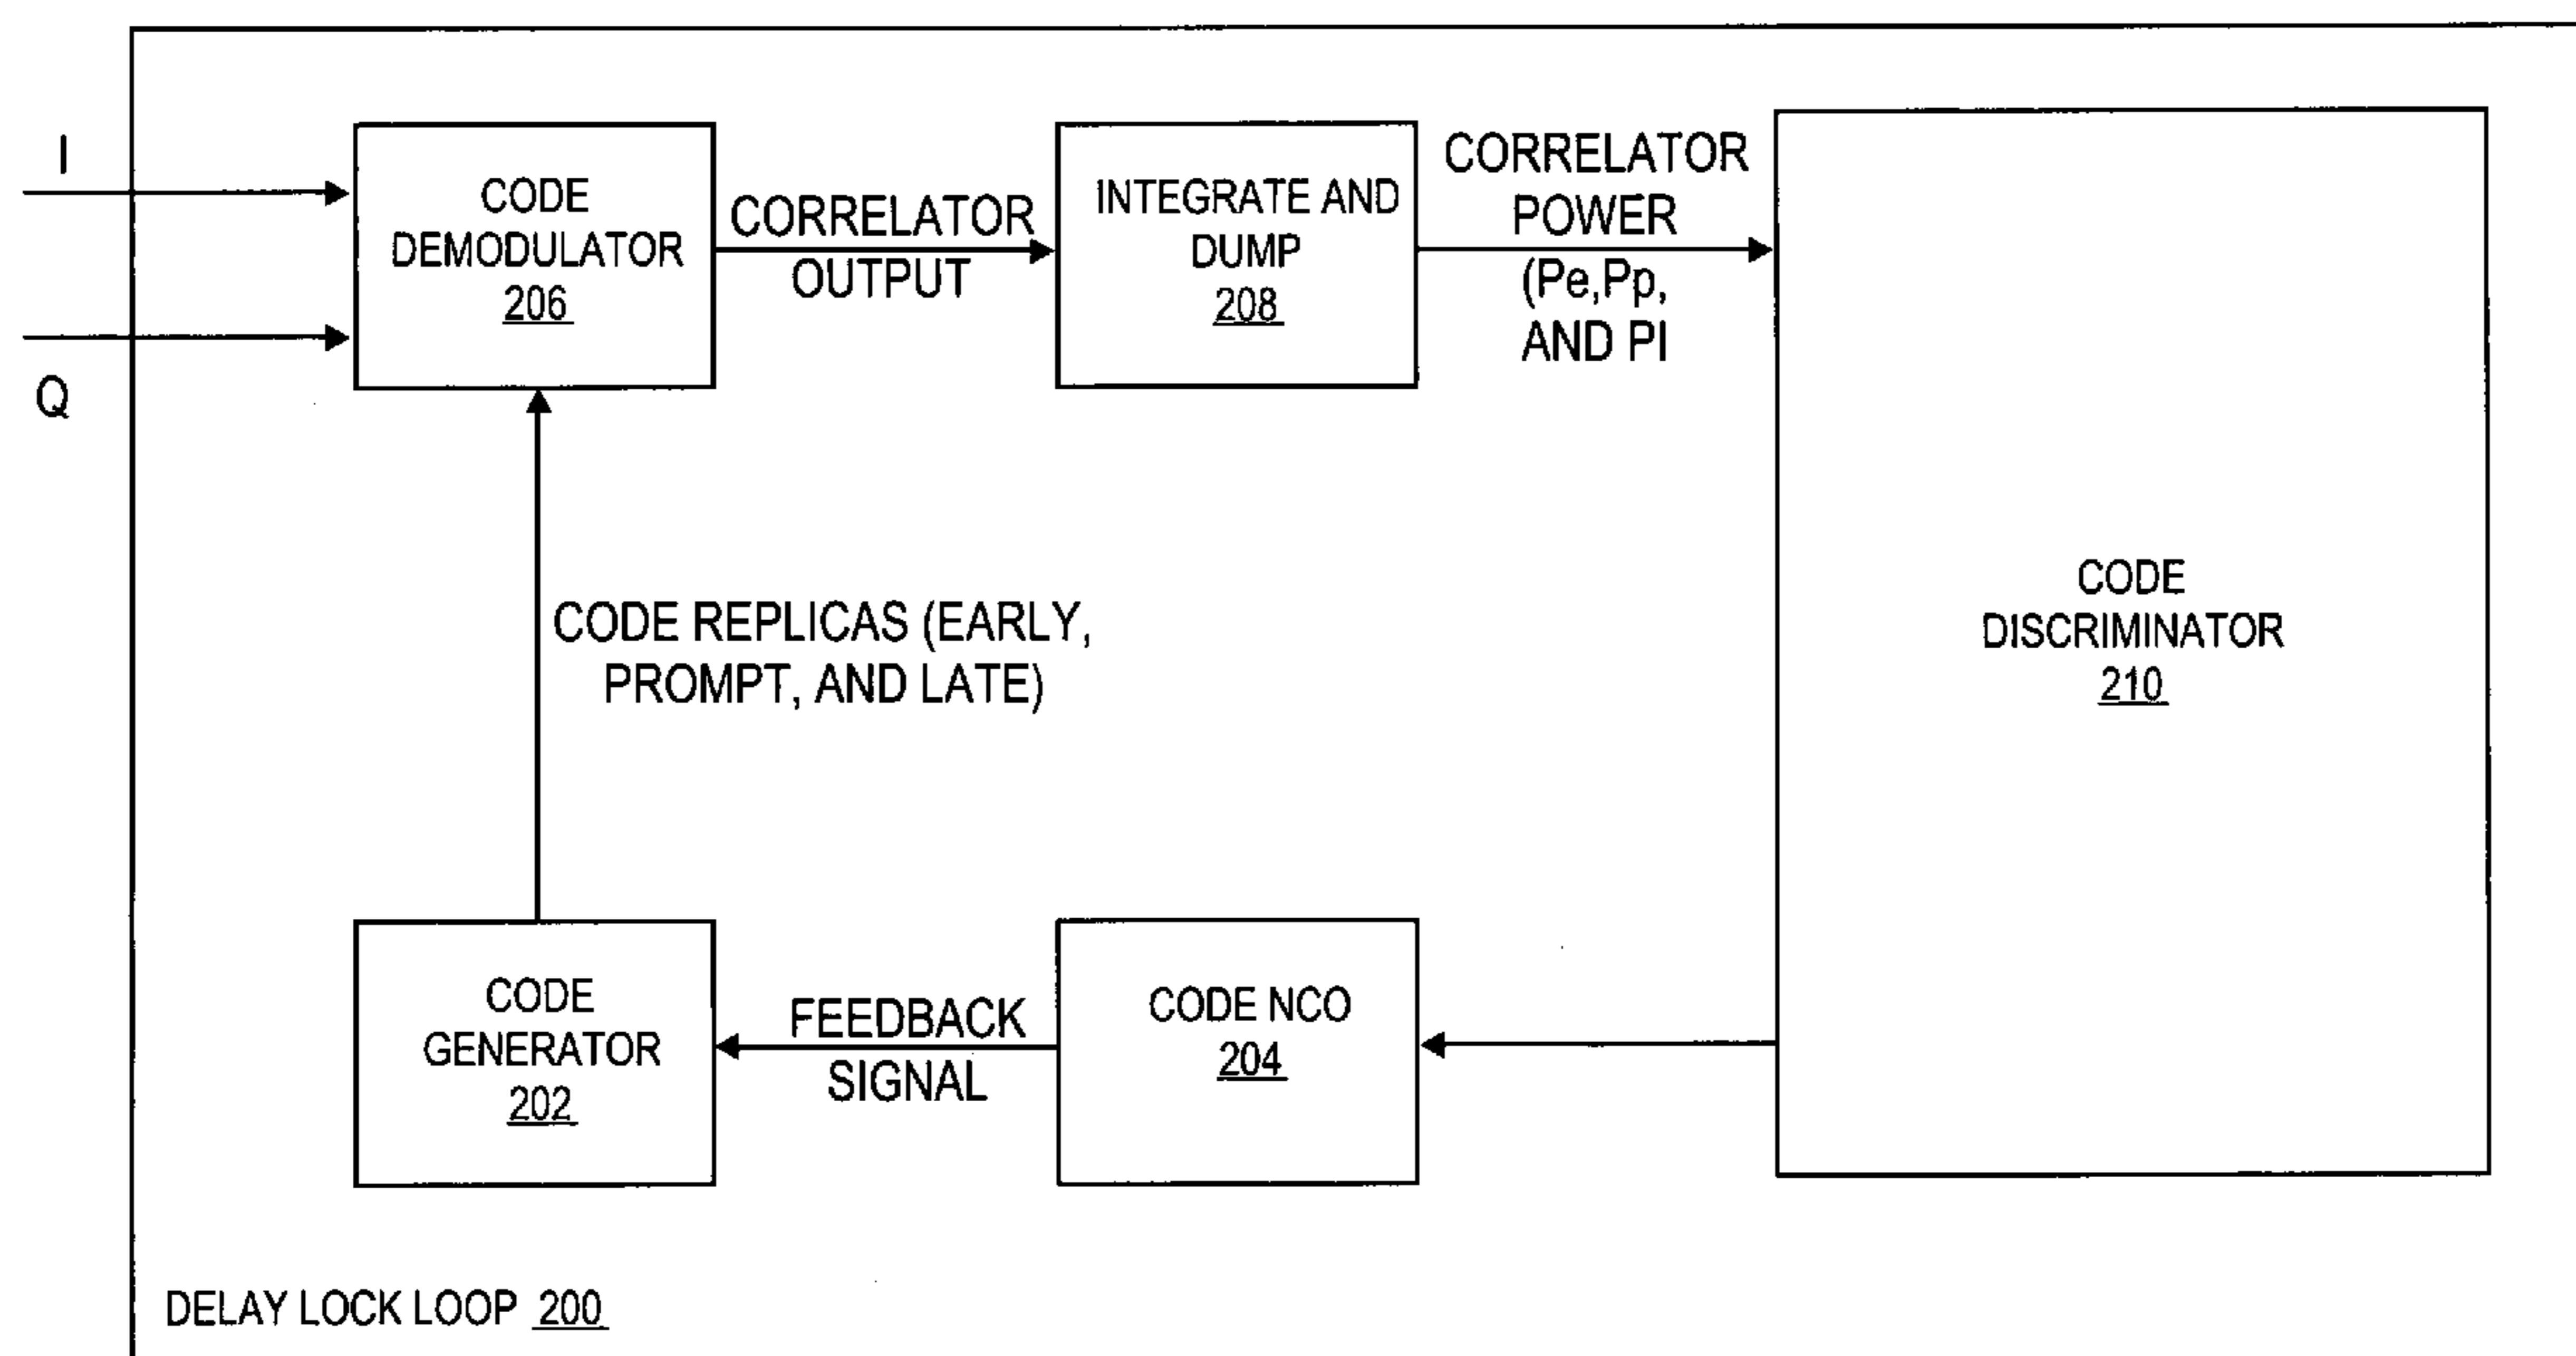 I
Q
CODE
DEMODULATOR
206
CORRELATOR
OUTPUT
INTEGRATE AND
DUMP
208
CORRELATOR
POWER
(Pe,Pp,
AND Pl
CODE
DISCRIMINATOR
210
CODE REPLICAS (EARLY,
PROMPT, AND LATE)
CODE
GENERATOR
202
FEEDBACK
SIGNAL
CODE NCO
204
DELAY LOCK LOOP 200